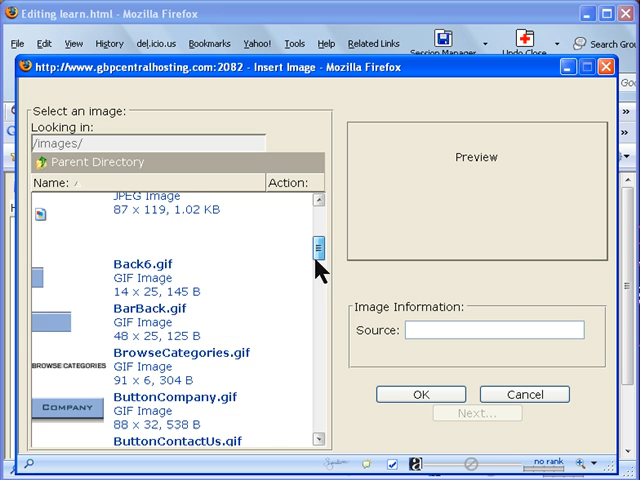 Editing learn.html - Mozilla Firefox
File Edit View History del.icio.us Bookmarks Yahoo! Tools Help Related Links
Session Manager Undo Close Search Grou
http://www.gbpcentralhosting.com:2082 - Insert Image - Mozilla Firefox
Select an image:
Looking in:
/images/
Parent Directory
Name: Action:
JPEG Image
87 x 119, 1.02 KB
Back6.gif
GIF Image
14 x 25, 145 B
BarBack.gif
GIF Image
48 x 25, 125 B
BROWSE CATEGORIES
BrowseCategories.gif
GIF Image
91 x 6, 304 B
COMPANY
ButtonCompany.gif
GIF Image
88 x 32, 538 B
ButtonContactUs.gif
Preview
Image Information:
Source:
OK Cancel
Next...
no rank